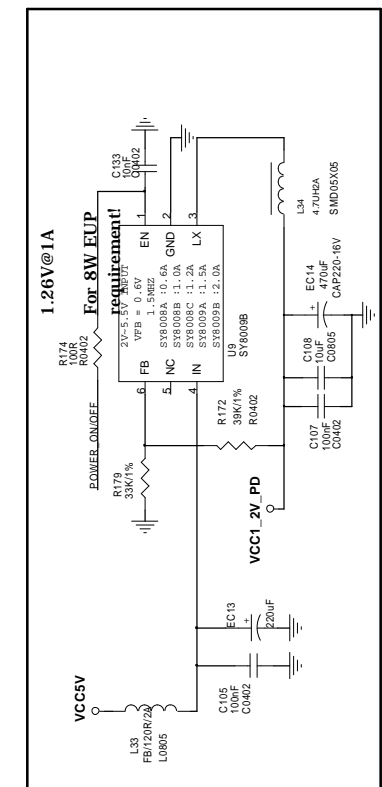 1.26V@1A
For 8W EUP
requirement!
POWER_ON/OFF
R174
100R
R0402
C133
10nF
C0402
2V~5.5V INPUT
VFB = 0.6V
1.5MHZ
SY8008A :0.6A
SY8008B :1.0A
SY8008C :1.2A
SY8009A :1.5A
SY8009B :2.0A
EN
GND
LX
FB
NC
IN
1
2
3
6
5
4
U9
SY8009B
R179
33K/1%
R172
39K/1%
R0402
L34
4.7UH2A
SMD05X05
EC14
470uF
CAP220-16V
C108
10uF
C0805
C107
100nF
C0402
VCC1_2V_PD
VCC5V
L33
FB/120R/2A
L0805
EC13
220uF
C105
100nF
C0402
+
+